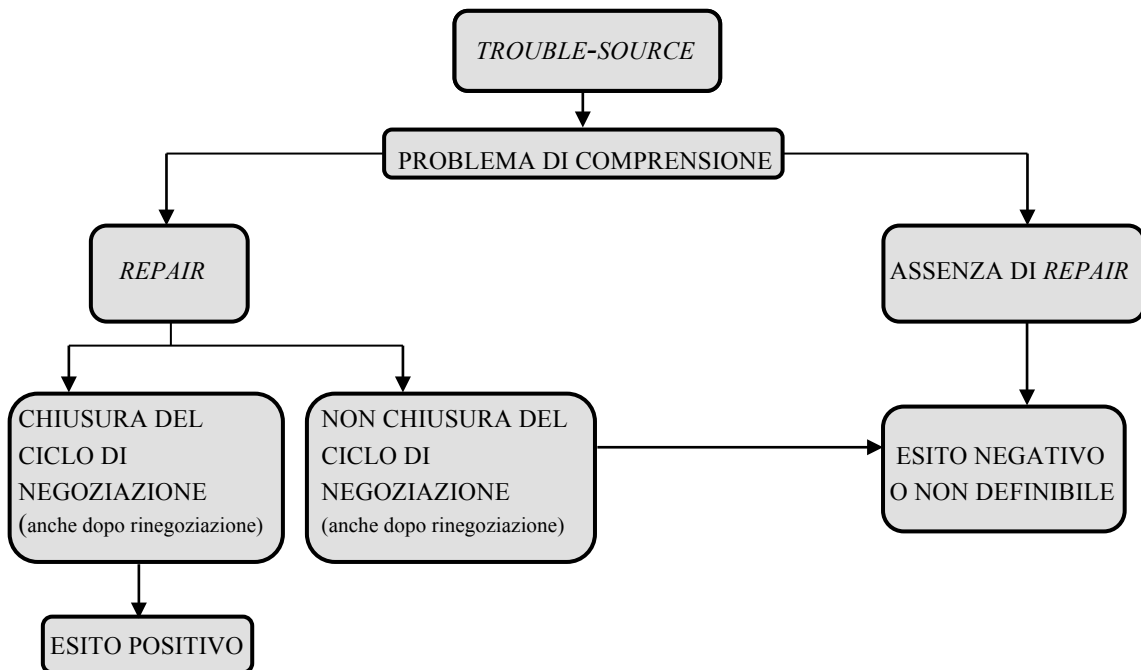 TROUBLE-SOURCE
PROBLEMA DI COMPRENSIONE
REPAIR
ASSENZA DI REPAIR
CHIUSURA DEL
CICLO DI
NEGOZIAZIONE
(anche dopo rinegoziazione)
NON CHIUSURA DEL
CICLO DI
NEGOZIAZIONE
(anche dopo rinegoziazione)
ESITO NEGATIVO
O NON DEFINIBILE
ESITO POSITIVO